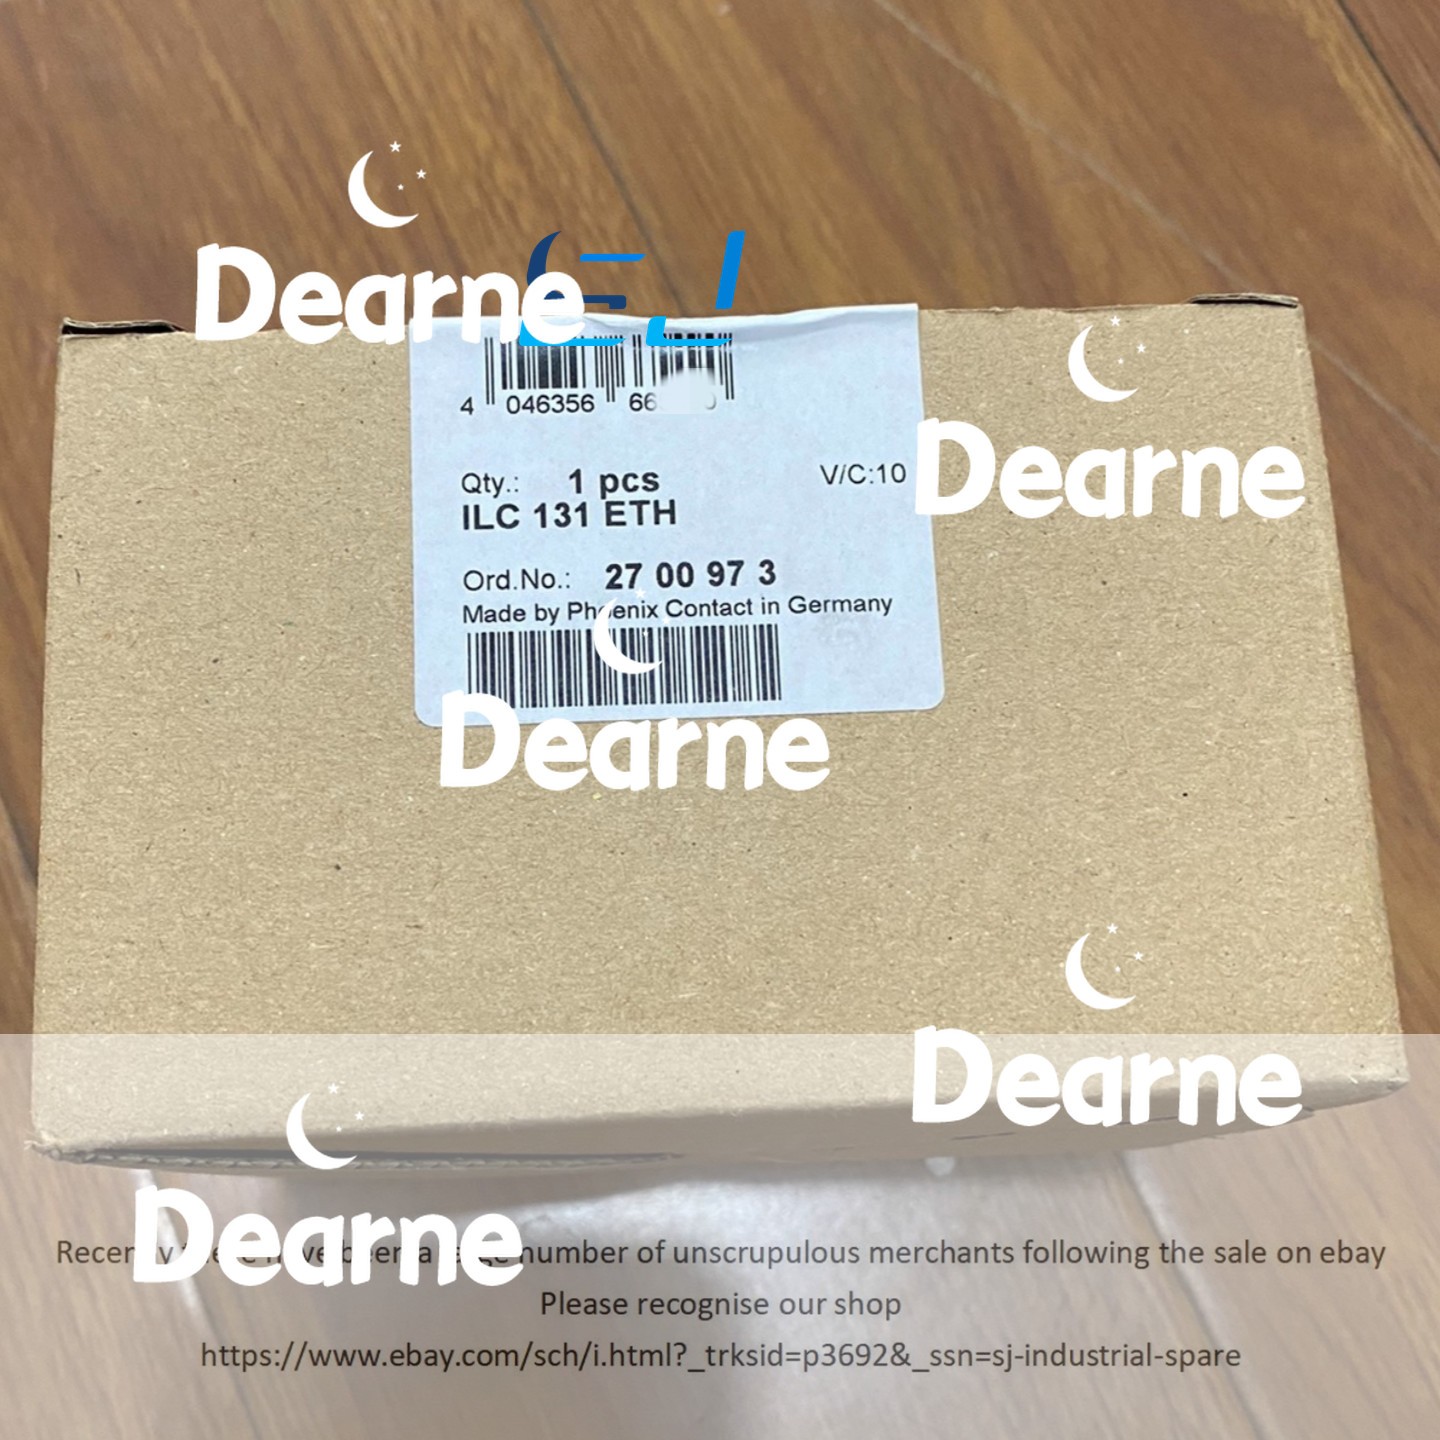 Dearne
4 046356 66
Qty.: 1 pcs
V/C:10
ILC 131 ETH
Dearne
Ord.No.: 27 00 97 3
Made by Phoenix Contact in Germany
Dearne
Dearne
Dearne
number of unscrupulous merchants following the sale on ebay
Please recognise our shop
https://www.ebay.com/sch/i.html?_trksid=p3692&_ssn=sj-industrial-spare